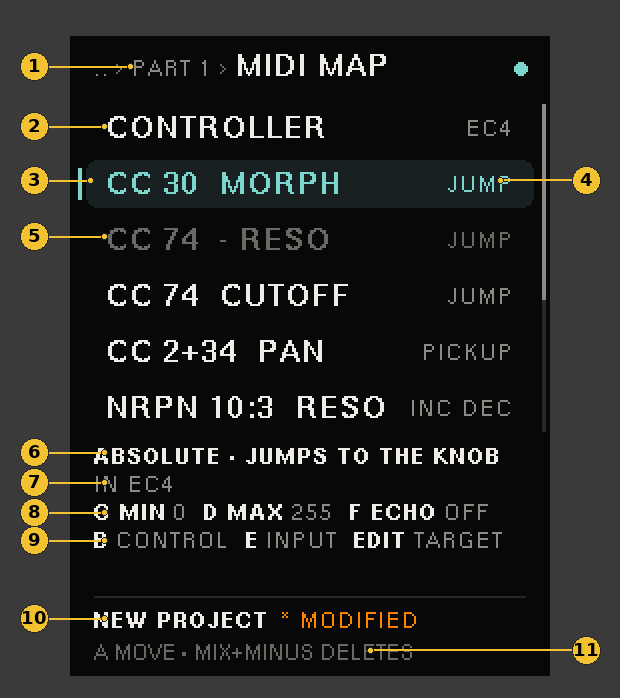 1 .. > PART 1 > MIDI MAP
2 CONTROLLER EC4
3 CC 30 MORPH JUMP 4
5 CC 74 - RESO JUMP
CC 74 CUTOFF JUMP
CC 2+34 PAN PICKUP
NRPN 10:3 RESO INC DEC
6 ABSOLUTE · JUMPS TO THE KNOB
7 IN EC4
8 C MIN 0 D MAX 255 F ECHO OFF
9 B CONTROL E INPUT EDIT TARGET
10 NEW PROJECT * MODIFIED
A MOVE · MIX+MINUS DELETES 11